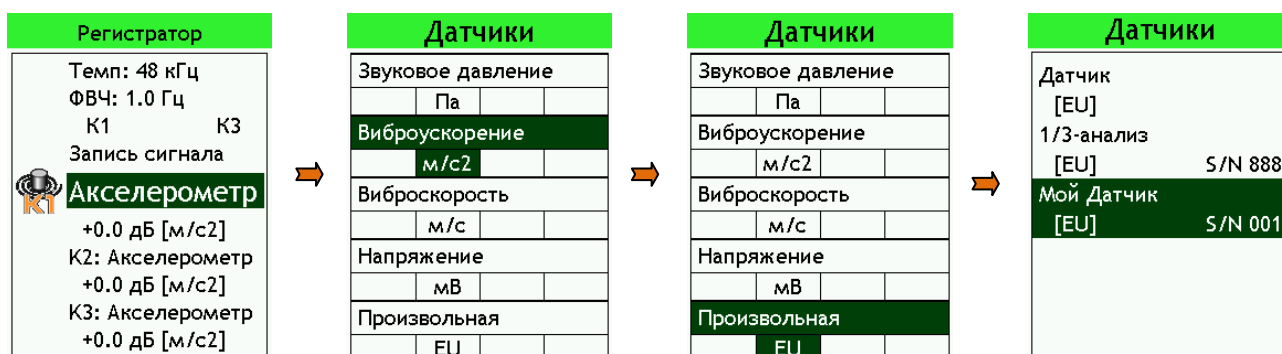 Регистратор
Темп: 48 кГц
ФВЧ: 1.0 Гц
К1 К3
Запись сигнала
К1 Акселерометр
+0.0 дБ [м/с2]
К2: Акселерометр
+0.0 дБ [м/с2]
К3: Акселерометр
+0.0 дБ [м/с2]
Датчики
Звуковое давление
Па
Виброускорение
м/с2
Виброскорость
м/с
Напряжение
мВ
Произвольная
EU
Датчики
Звуковое давление
Па
Виброускорение
м/с2
Виброскорость
м/с
Напряжение
мВ
Произвольная
EU
Датчики
Датчик
[EU]
1/3-анализ
[EU] S/N 888
Мой Датчик
[EU] S/N 001